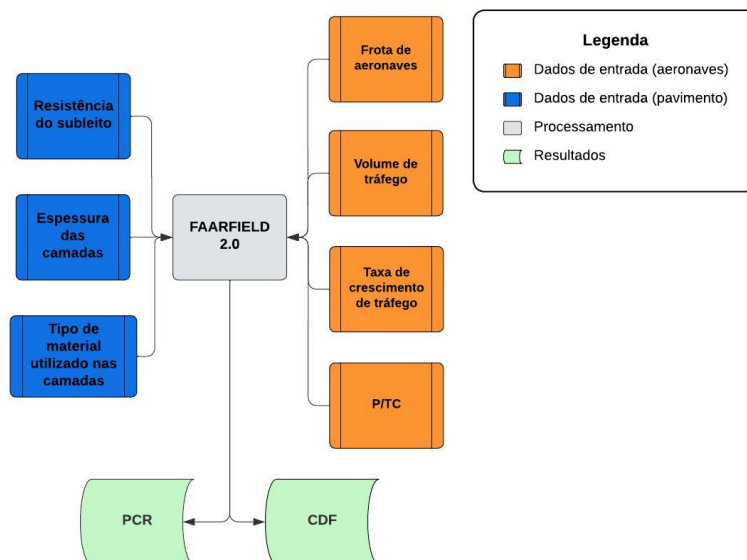 Resistência
do subleito
Espessura
das
camadas
Tipo de
material
utilizado nas
camadas
FAARFIELD
2.0
Frota de
aeronaves
Volume de
tráfego
Taxa de
crescimento
de tráfego
P/TC
PCR
CDF
Legenda
Dados de entrada (aeronaves)
Dados de entrada (pavimento)
Processamento
Resultados